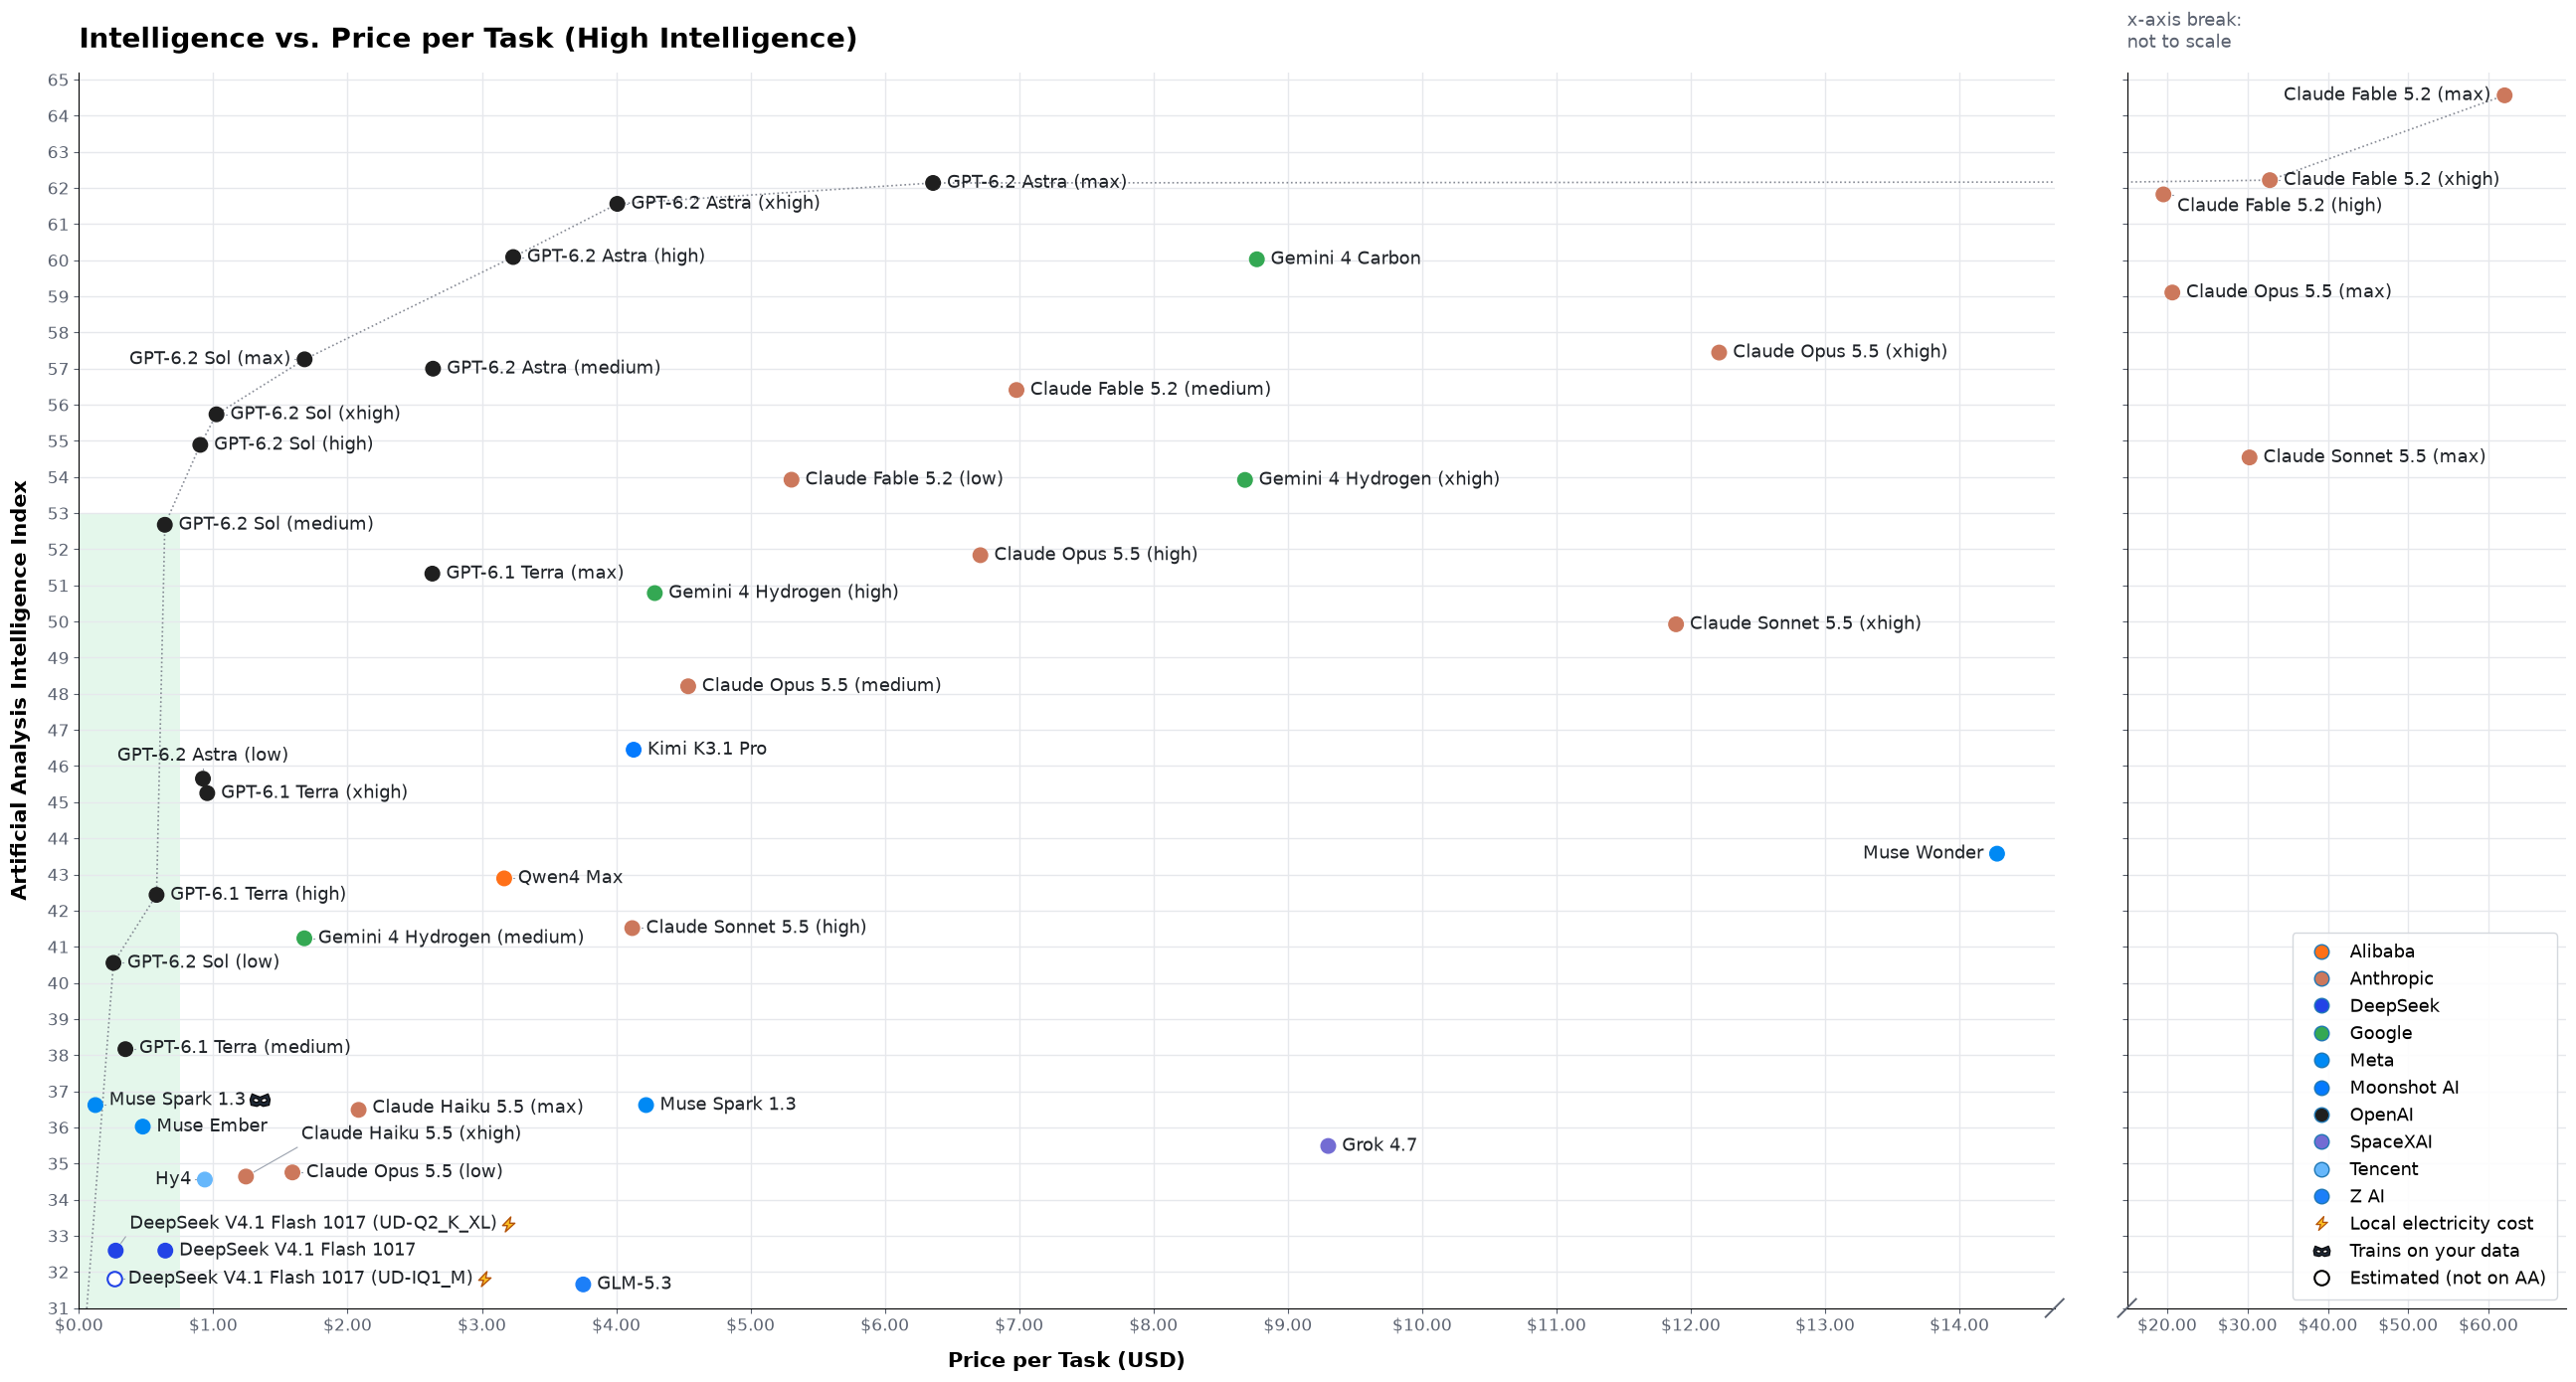 Intelligence vs. Price per Task (High Intelligence)
x-axis break:
not to scale
Artificial Analysis Intelligence Index
65
64
63
62
61
60
59
58
57
56
55
54
53
52
51
50
49
48
47
46
45
44
43
42
41
40
39
38
37
36
35
34
33
32
31
Claude Fable 5.2 (max)
GPT-6.2 Astra (max)
Claude Fable 5.2 (xhigh)
GPT-6.2 Astra (xhigh)
Claude Fable 5.2 (high)
GPT-6.2 Astra (high)
Gemini 4 Carbon
Claude Opus 5.5 (max)
GPT-6.2 Sol (max)
GPT-6.2 Astra (medium)
Claude Opus 5.5 (xhigh)
Claude Fable 5.2 (medium)
GPT-6.2 Sol (xhigh)
GPT-6.2 Sol (high)
Claude Sonnet 5.5 (max)
Claude Fable 5.2 (low)
Gemini 4 Hydrogen (xhigh)
GPT-6.2 Sol (medium)
Claude Opus 5.5 (high)
GPT-6.1 Terra (max)
Gemini 4 Hydrogen (high)
Claude Sonnet 5.5 (xhigh)
Claude Opus 5.5 (medium)
Kimi K3.1 Pro
GPT-6.2 Astra (low)
GPT-6.1 Terra (xhigh)
Muse Wonder
Qwen4 Max
GPT-6.1 Terra (high)
Claude Sonnet 5.5 (high)
Gemini 4 Hydrogen (medium)
GPT-6.2 Sol (low)
GPT-6.1 Terra (medium)
Muse Spark 1.3
Claude Haiku 5.5 (max)
Muse Spark 1.3
Muse Ember
Claude Haiku 5.5 (xhigh)
Grok 4.7
Claude Opus 5.5 (low)
Hy4
DeepSeek V4.1 Flash 1017 (UD-Q2_K_XL)
DeepSeek V4.1 Flash 1017
DeepSeek V4.1 Flash 1017 (UD-IQ1_M)
GLM-5.3
Alibaba
Anthropic
DeepSeek
Google
Meta
Moonshot AI
OpenAI
SpaceXAI
Tencent
Z AI
Local electricity cost
Trains on your data
Estimated (not on AA)
$0.00 $1.00 $2.00 $3.00 $4.00 $5.00 $6.00 $7.00 $8.00 $9.00 $10.00 $11.00 $12.00 $13.00 $14.00 $20.00 $30.00 $40.00 $50.00 $60.00
Price per Task (USD)